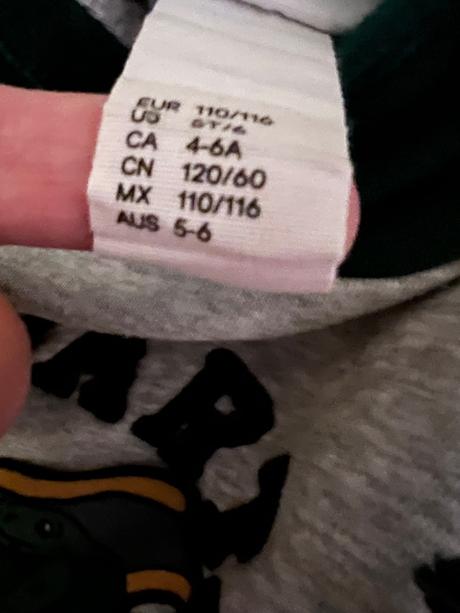 EUR 110/116
US 5T/6
CA 4-6A
CN 120/60
MX 110/116
AUS 5-6